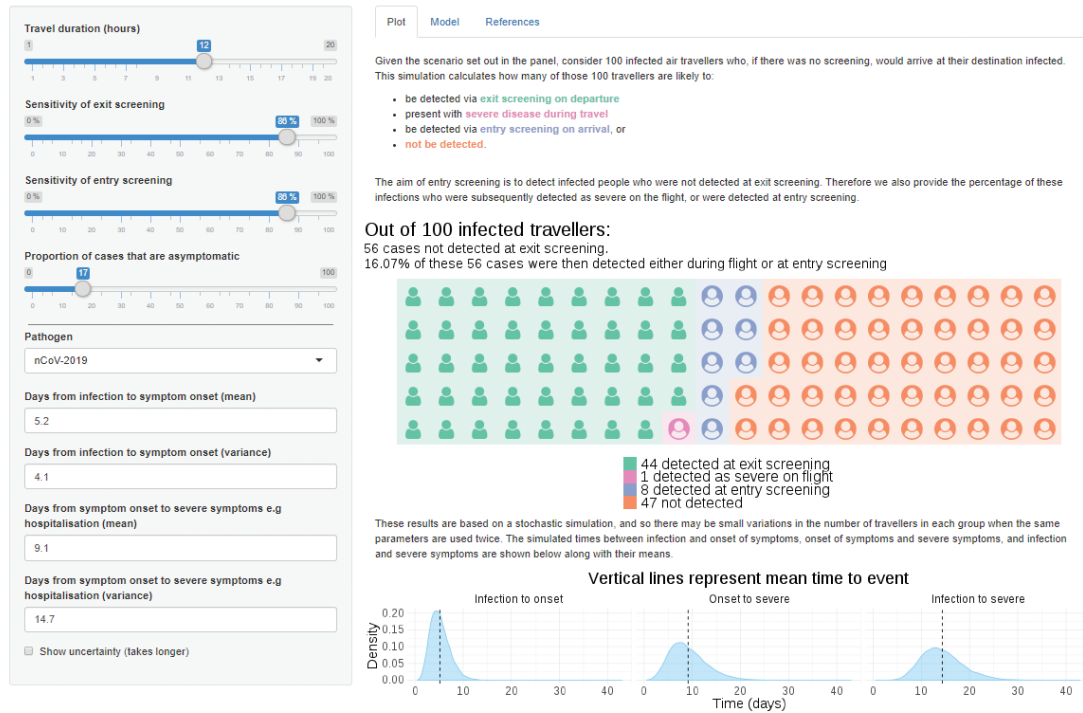 Travel duration (hours)
1 12 20
1 3 5 7 9 11 13 15 17 19 20
Sensitivity of exit screening
0 % 86 % 100 %
0 10 20 30 40 50 60 70 80 90 100
Sensitivity of entry screening
0 % 86 % 100 %
0 10 20 30 40 50 60 70 80 90 100
Proportion of cases that are asymptomatic
0 17 100
0 10 20 30 40 50 60 70 80 90 100
Pathogen
nCoV-2019
Days from infection to symptom onset (mean)
5.2
Days from infection to symptom onset (variance)
4.1
Days from symptom onset to severe symptoms e.g
hospitalisation (mean)
9.1
Days from symptom onset to severe symptoms e.g
hospitalisation (variance)
14.7
Show uncertainty (takes longer)
Plot Model References
Given the scenario set out in the panel, consider 100 infected air travellers who, if there was no screening, would arrive at their destination infected.
This simulation calculates how many of those 100 travellers are likely to:
• be detected via exit screening on departure
• present with severe disease during travel
• be detected via entry screening on arrival, or
• not be detected.
The aim of entry screening is to detect infected people who were not detected at exit screening. Therefore we also provide the percentage of these
infections who were subsequently detected as severe on the flight, or were detected at entry screening.
Out of 100 infected travellers:
56 cases not detected at exit screening.
16.07% of these 56 cases were then detected either during flight or at entry screening
44 detected at exit screening
1 detected as severe on flight
8 detected at entry screening
47 not detected
These results are based on a stochastic simulation, and so there may be small variations in the number of travellers in each group when the same
parameters are used twice. The simulated times between infection and onset of symptoms, onset of symptoms and severe symptoms, and infection
and severe symptoms are shown below along with their means.
Vertical lines represent mean time to event
Infection to onset Onset to severe Infection to severe
Density
0.20
0.15
0.10
0.05
0.00
0 10 20 30 40 0 10 20 30 40 0 10 20 30 40
Time (days)